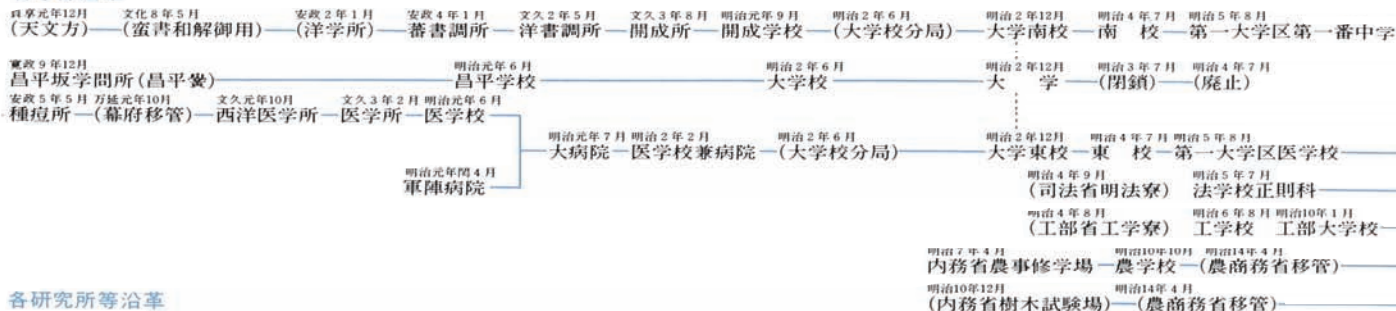 貞享元年12月 文化8年5月 安政2年1月 安政4年1月 文久2年5月 文久3年8月 明治元年9月 明治2年6月 明治2年12月 明治4年7月 明治5年8月
(天文方) (蛮書和解御用) (洋学所) 蕃書調所 洋書調所 開成所 開成学校 (大学校分局) 大学南校 南 校 第一大学区第一番中学
寛政9年12月 明治元年6月 明治2年6月 明治2年12月 明治3年7月 明治4年7月
昌平坂学問所(昌平黌) 昌平学校 大学校 大 学 (閉鎖) (廃止)
安政5年5月 万延元年10月 文久元年10月 文久3年2月 明治元年6月
種痘所 (幕府移管) 西洋医学所 医学所 医学校
明治元年7月 明治2年2月 明治2年6月 明治2年12月 明治4年7月 明治5年8月
大病院 医学校兼病院 (大学校分局) 大学東校 東 校 第一大学区医学校
明治元年閏4月 明治4年9月 明治5年7月
軍陣病院 (司法省明法寮) 法学校正則科
明治4年8月 明治6年8月 明治10年1月
(工部省工学寮) 工学校 工部大学校
明治7年4月 明治10年10月 明治14年4月
内務省農事修学場 農学校 (農商務省移管)
明治10年12月 明治14年4月
(内務省樹木試験場) (農商務省移管)
各研究所等沿革